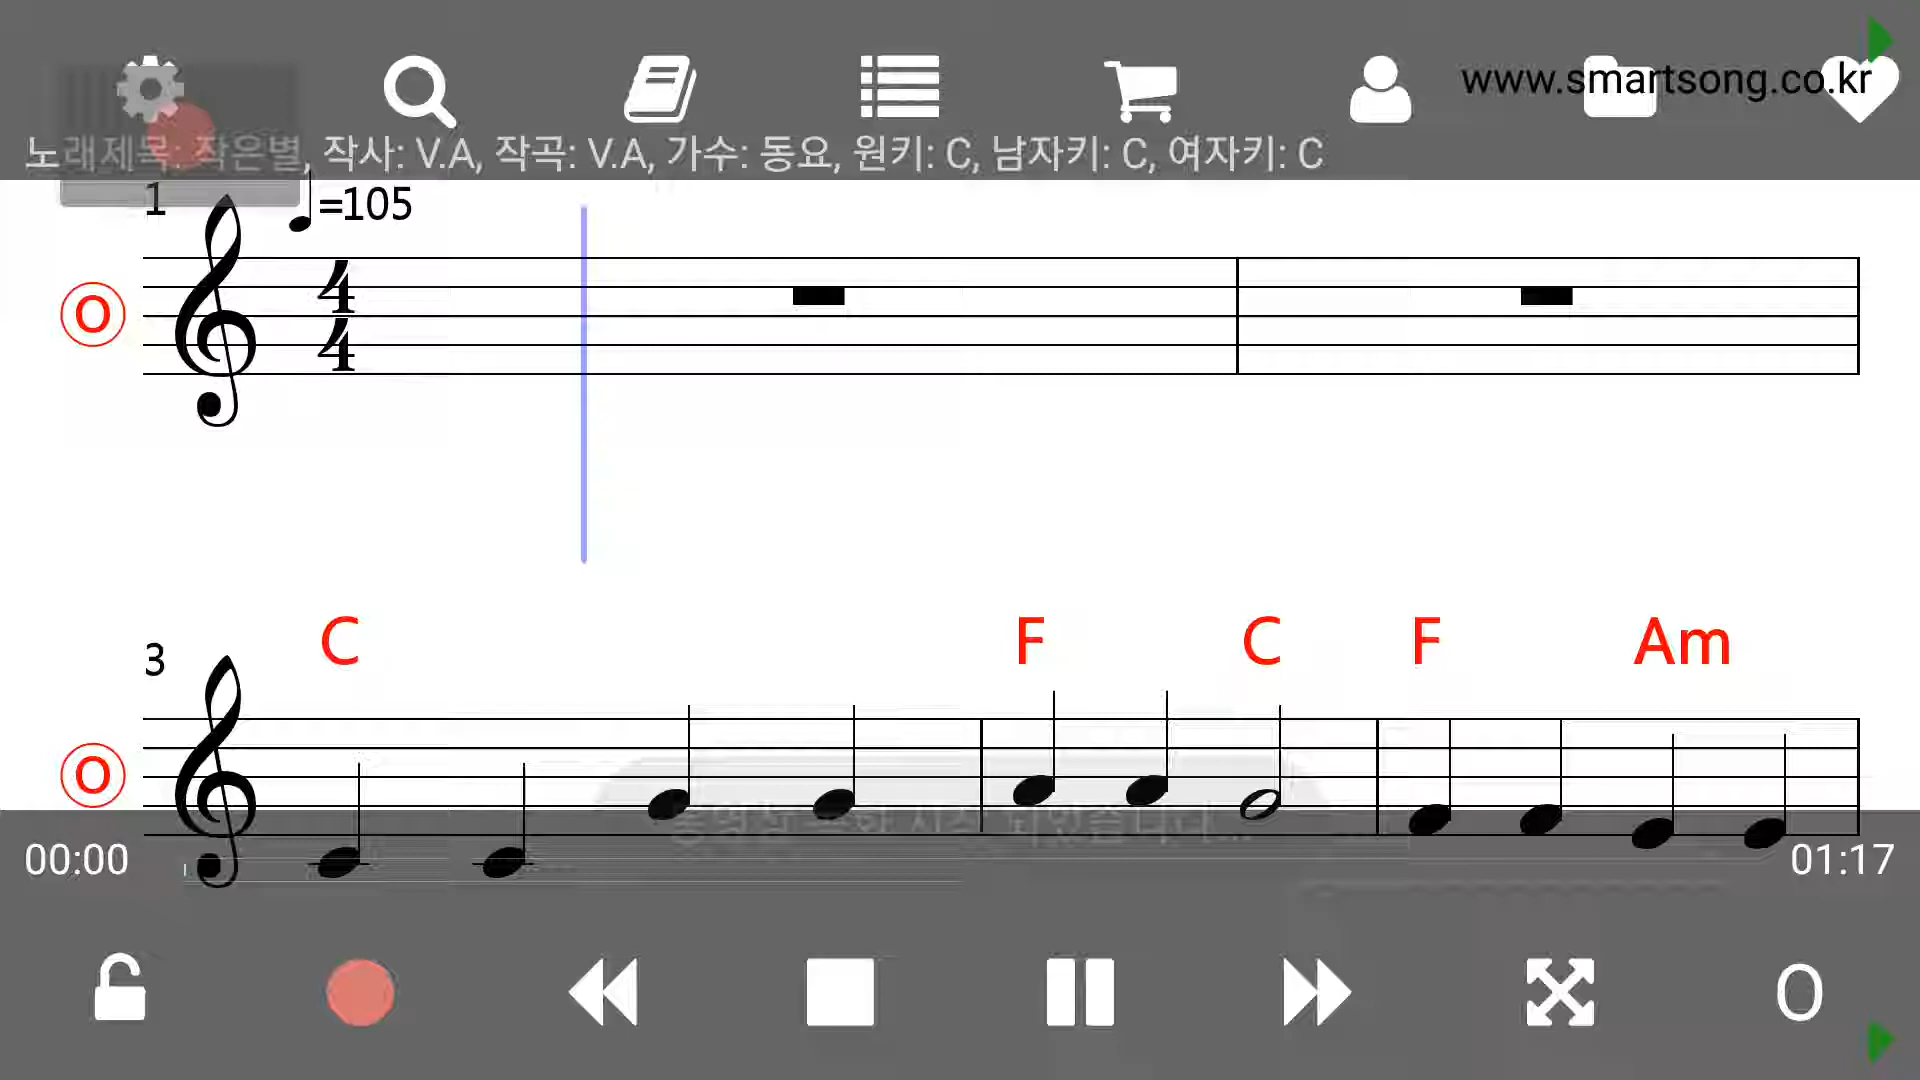 www.smartsong.co.kr
노래제목: 작은별, 작사: V.A, 작곡: V.A, 가수: 동요, 원키: C, 남자키: C, 여자키: C
1
=105
4
4
O
C F C F Am
3
O
00:00 01:17
O